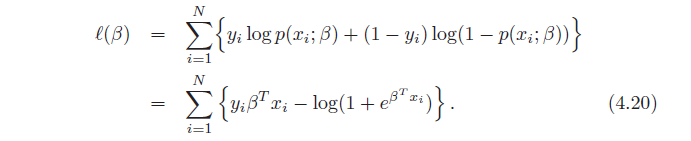 ℓ(β) = ∑_{i=1}^{N} {y_i log p(x_i; β) + (1 − y_i) log(1 − p(x_i; β))}
= ∑_{i=1}^{N} {y_i β^T x_i − log(1 + e^{β^T x_i})} . (4.20)